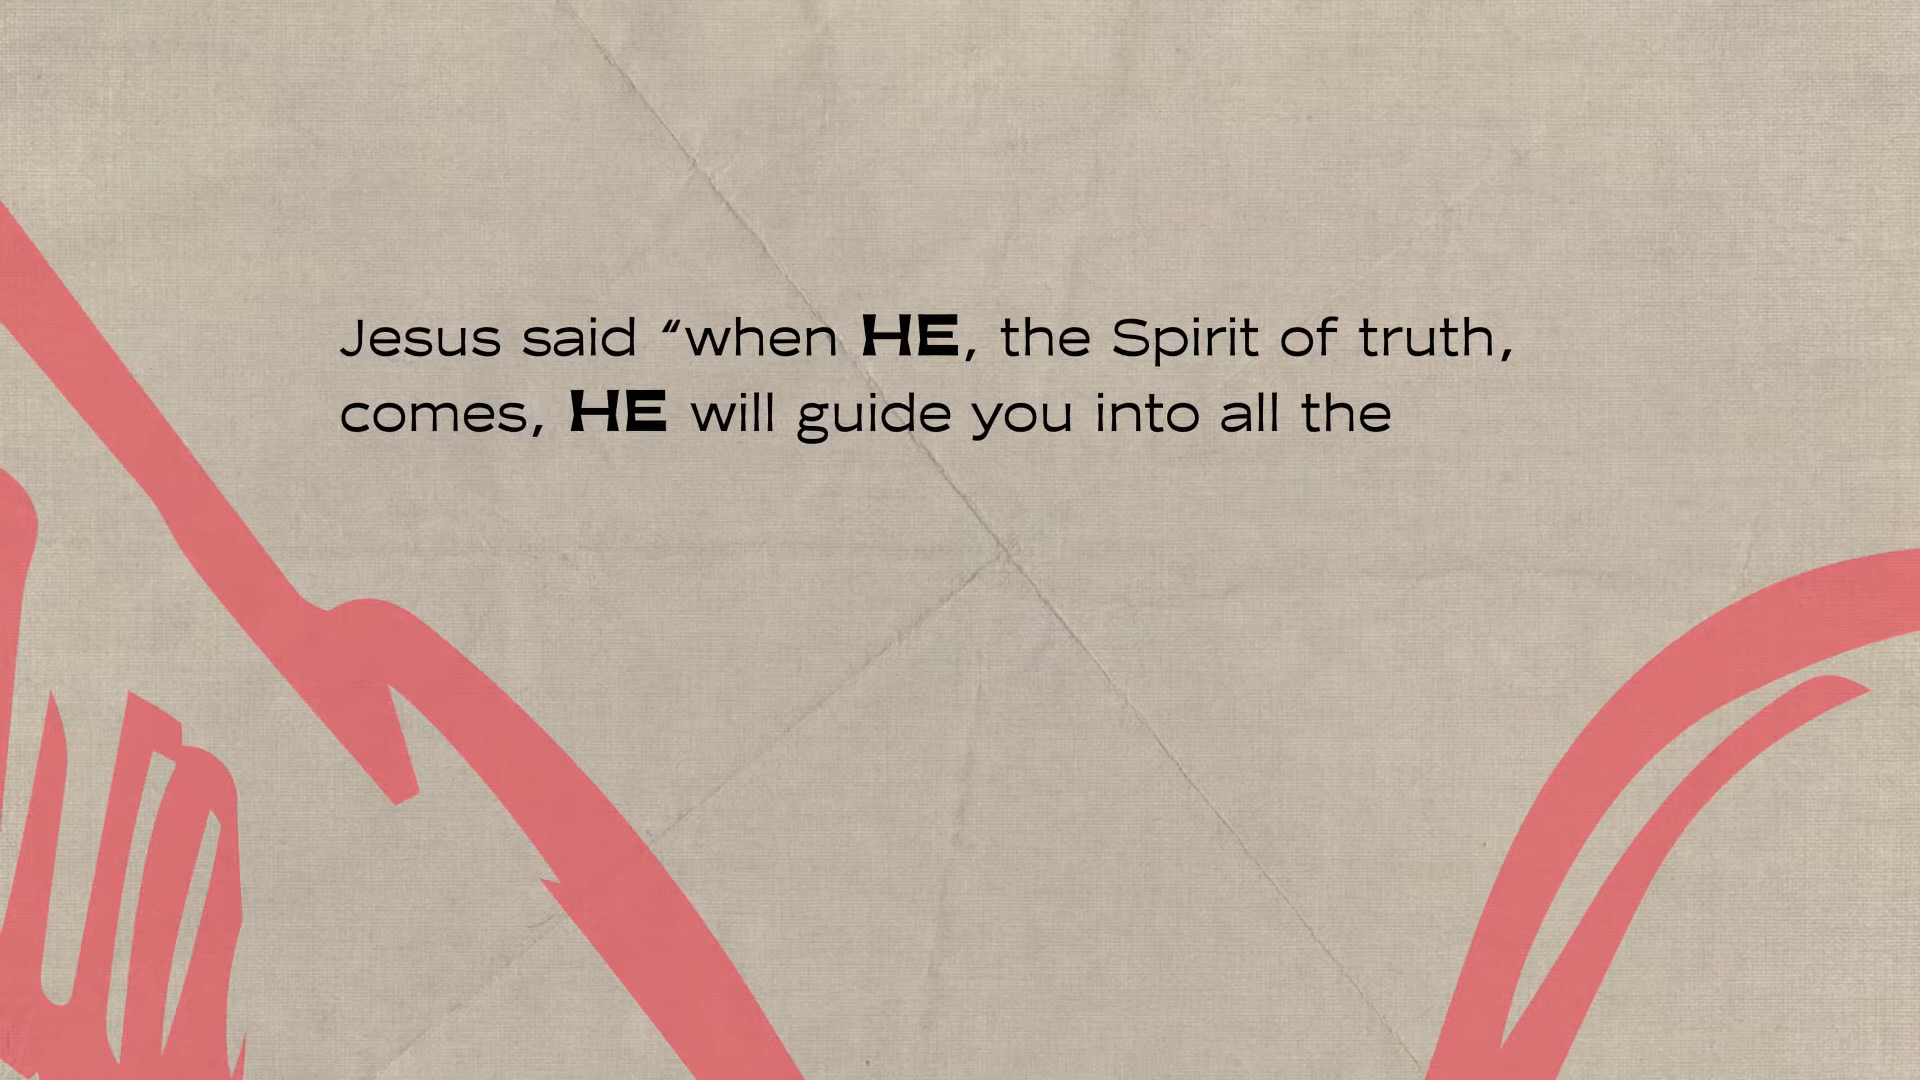 Jesus said “when HE, the Spirit of truth,
comes, HE will guide you into all the